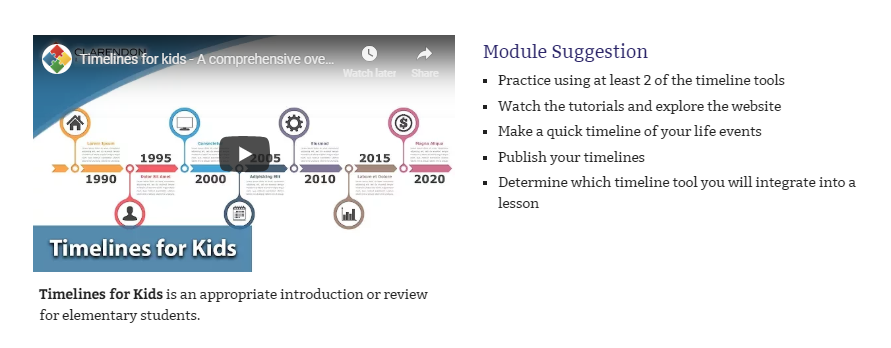 CLARENDON
Timelines for kids - A comprehensive ove...
Watch later
Share
Lorem Ipsum
1995
Consectetur
2005
Eiusmod
2015
Magna Aliqua
1990
Dolor Sit Amet
2000
Adipisicing Elit
2010
Labore et Dolore
2020
Timelines for Kids
Timelines for Kids is an appropriate introduction or review
for elementary students.
Module Suggestion
Practice using at least 2 of the timeline tools
Watch the tutorials and explore the website
Make a quick timeline of your life events
Publish your timelines
Determine which timeline tool you will integrate into a
lesson